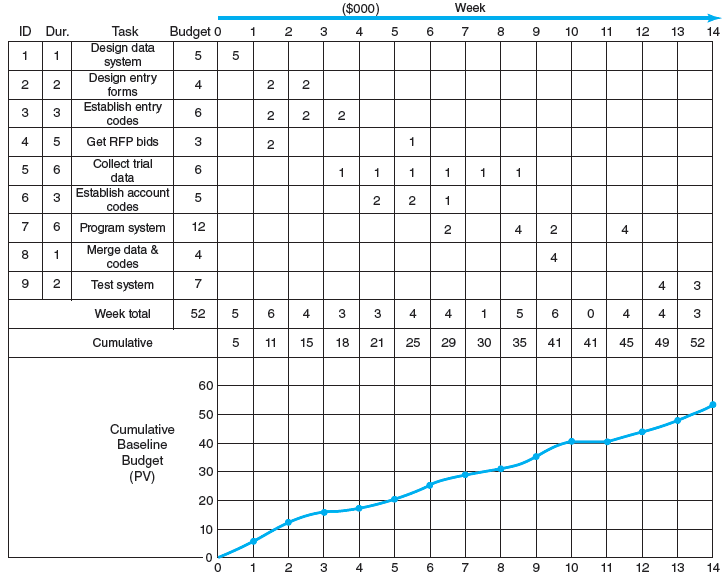 ($000) Week
ID Dur. Task Budget 0 1 2 3 4 5 6 7 8 9 10 11 12 13 14
1 1 Design data system 5 5
2 2 Design entry forms 4 2 2
3 3 Establish entry codes 6 2 2 2
4 5 Get RFP bids 3 2 1
5 6 Collect trial data 6 1 1 1 1 1 1
6 3 Establish account codes 5 2 2 1
7 6 Program system 12 2 4 2 4
8 1 Merge data & codes 4 4
9 2 Test system 7 4 3
Week total 52 5 6 4 3 3 4 4 1 5 6 0 4 4 3
Cumulative 5 11 15 18 21 25 29 30 35 41 41 45 49 52
60
50
Cumulative
Baseline
40
Budget
(PV)
30
20
10
0
0 1 2 3 4 5 6 7 8 9 10 11 12 13 14